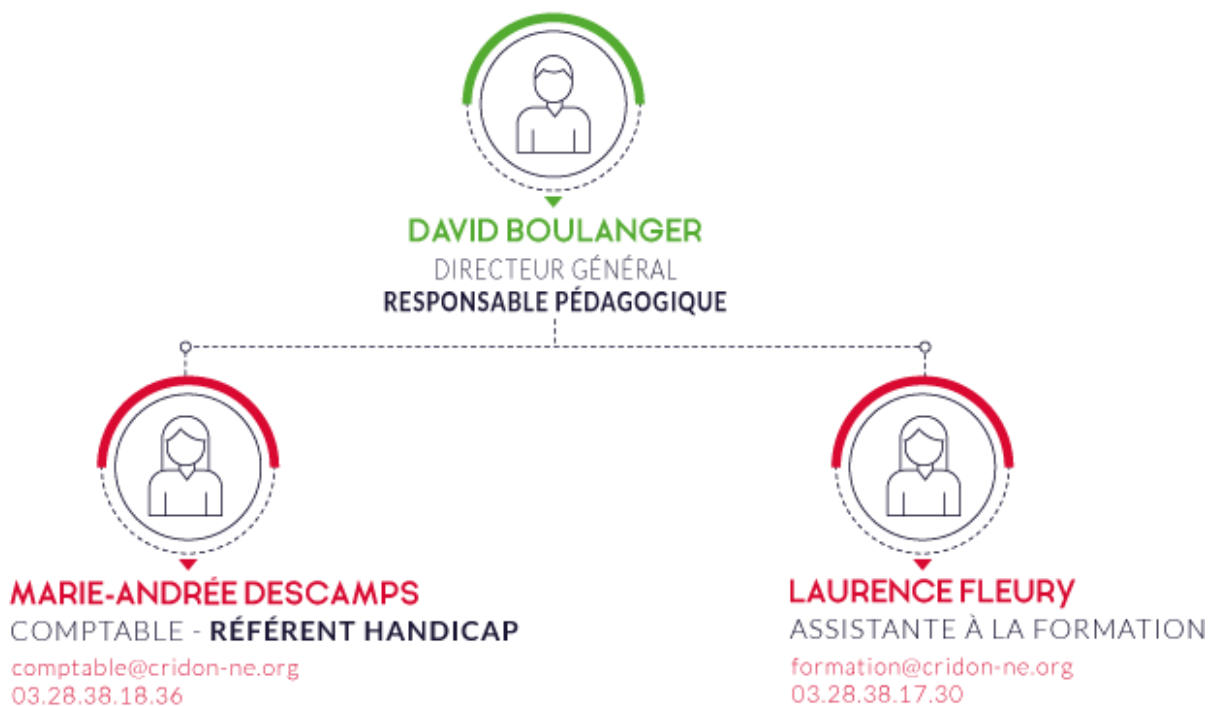 DAVID BOULANGER
DIRECTEUR GÉNÉRAL
RESPONSABLE PÉDAGOGIQUE
MARIE-ANDRÉE DESCAMPS
COMPTABLE - RÉFÉRENT HANDICAP
comptable@cridon-ne.org
03.28.38.18.36
LAURENCE FLEURY
ASSISTANTE À LA FORMATION
formation@cridon-ne.org
03.28.38.17.30